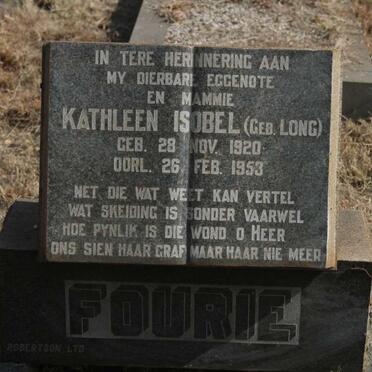 IN TERE HERINNERING AAN
MY DIERBARE EGGENOTE
EN MAMMIE
KATHLEEN ISOBEL (GEB. LONG)
GEB. 28 NOV. 1920
OORL. 26 FEB. 1953
NET DIE WAT WEET KAN VERTEL
WAT SKEIDING IS SONDER VAARWEL
HOE PYNLIK IS DIE WOND O HEER
ONS SIEN HAAR GRAF MAAR HAAR NIE MEER
FOURIE
ROBERTSON LTD